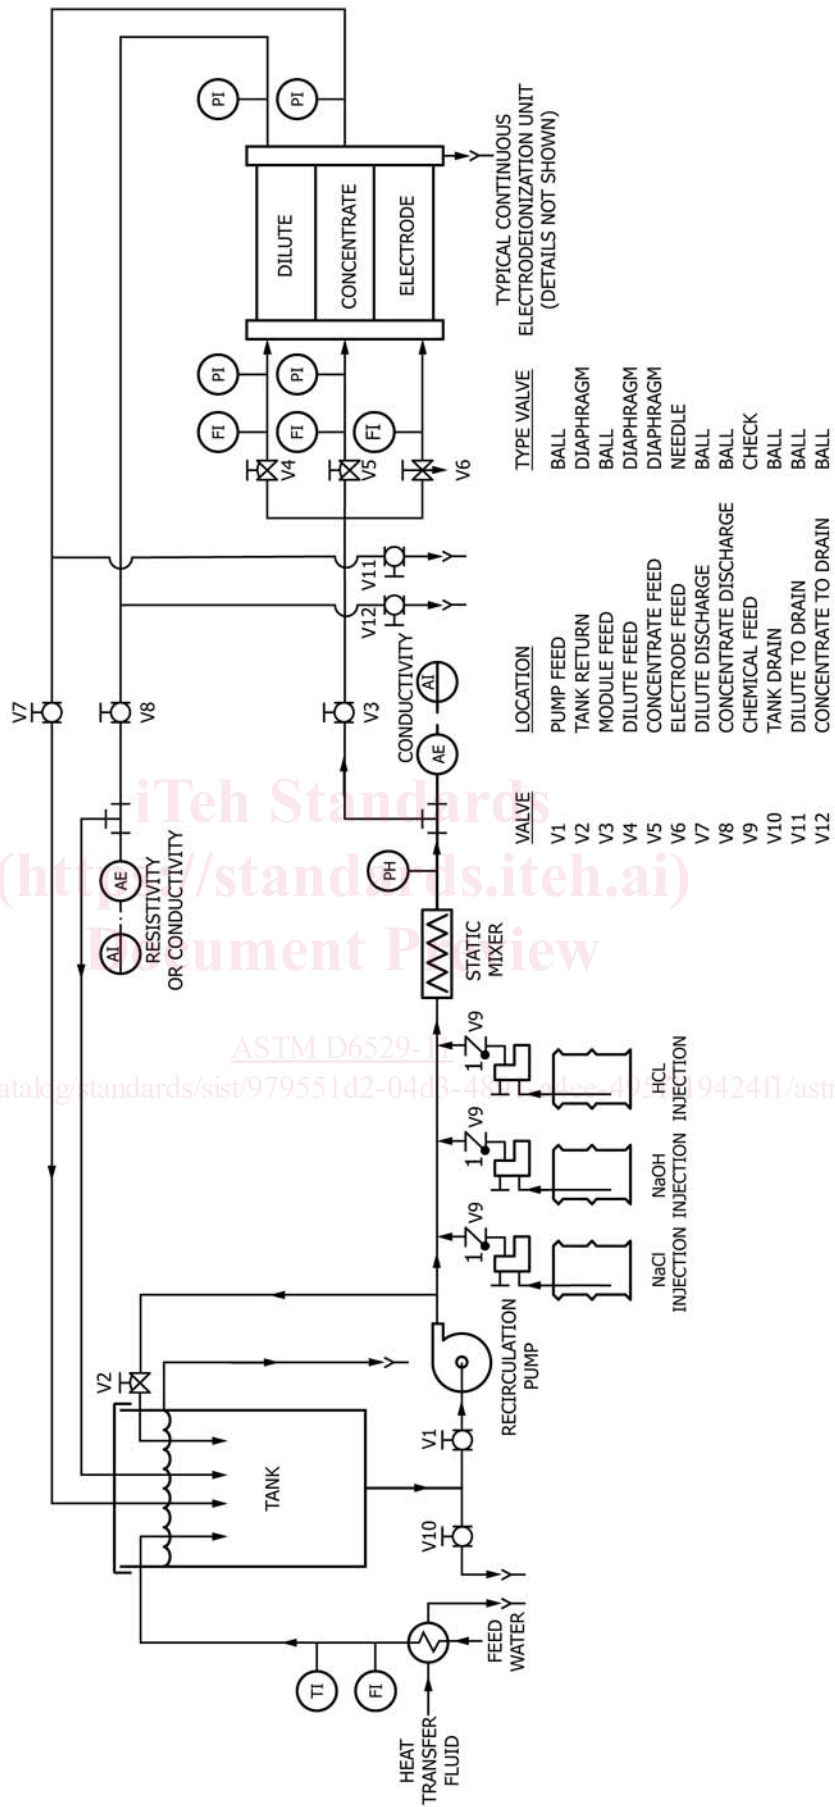 PI
PI
DILUTE
CONCENTRATE
ELECTRODE
TYPICAL CONTINUOUS
ELECTRODEIONIZATION UNIT
(DETAILS NOT SHOWN)
PI
PI
FI
FI
FI
V4
V5
V6
V11
V12
V7
V8
V3
CONDUCTIVITY
AI
AE
PH
AE
AI
RESISTIVITY
OR CONDUCTIVITY
STATIC
MIXER
V9
1
V9
1
V9
1
HCL
INJECTION
NaOH
INJECTION
NaCl
INJECTION
RECIRCULATION
PUMP
V2
V1
V10
TANK
TI
FI
FEED
WATER
HEAT
TRANSFER
FLUID
VALVE LOCATION TYPE VALVE
V1 PUMP FEED BALL
V2 TANK RETURN DIAPHRAGM
V3 MODULE FEED BALL
V4 DILUTE FEED DIAPHRAGM
V5 CONCENTRATE FEED DIAPHRAGM
V6 ELECTRODE FEED NEEDLE
V7 DILUTE DISCHARGE BALL
V8 CONCENTRATE DISCHARGE BALL
V9 CHEMICAL FEED CHECK
V10 TANK DRAIN BALL
V11 DILUTE TO DRAIN BALL
V12 CONCENTRATE TO DRAIN BALL
iTeh Standards
(https://standards.iteh.ai)
Document Preview
ASTM D6529-11